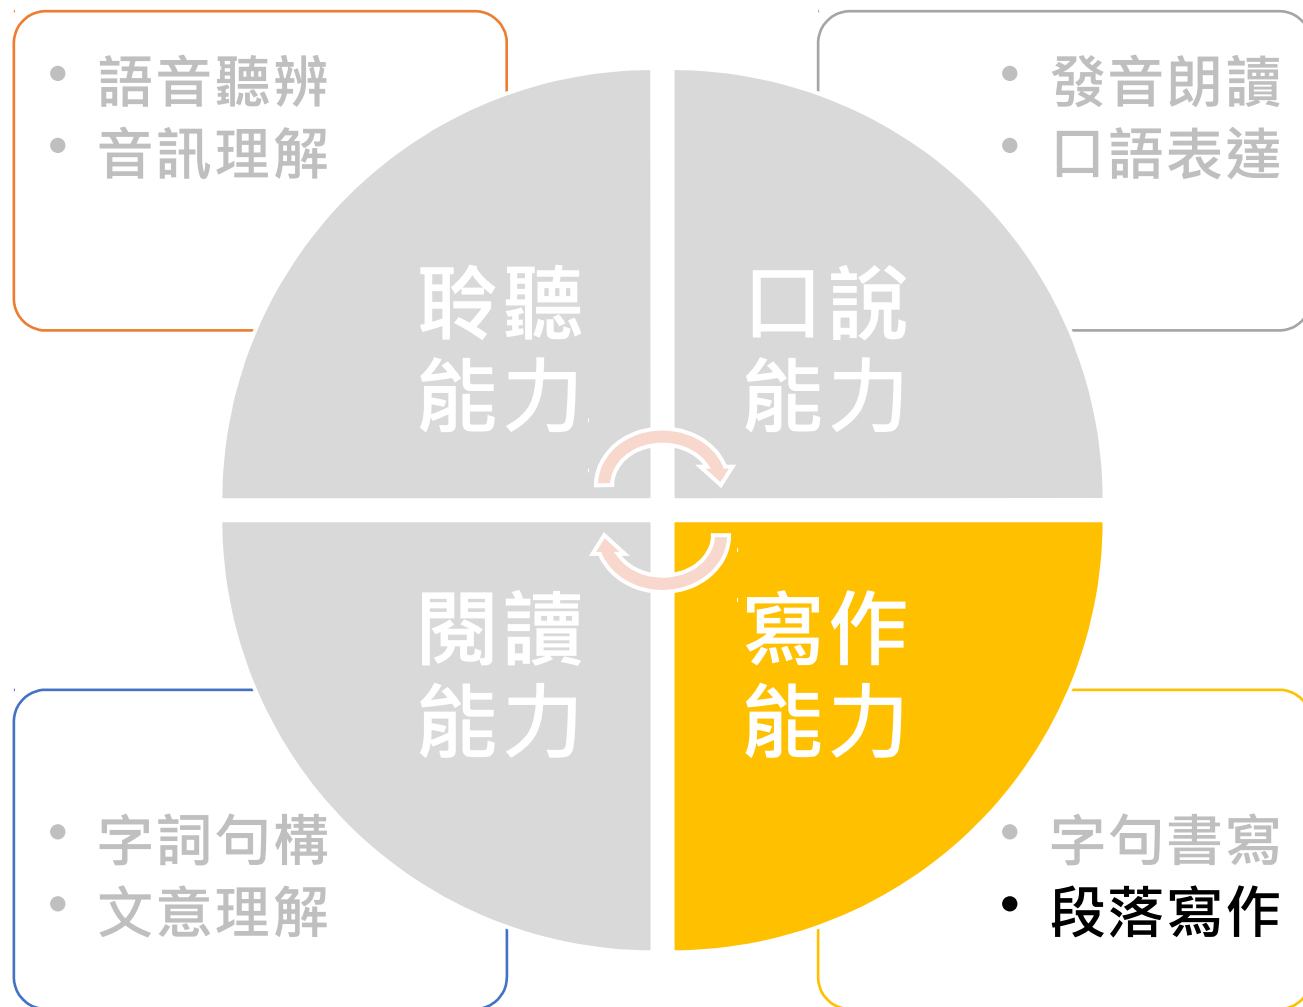 語音聽辨
音訊理解
發音朗讀
口語表達
聆聽
能力
口說
能力
閱讀
能力
寫作
能力
字詞句構
文意理解
字句書寫
段落寫作